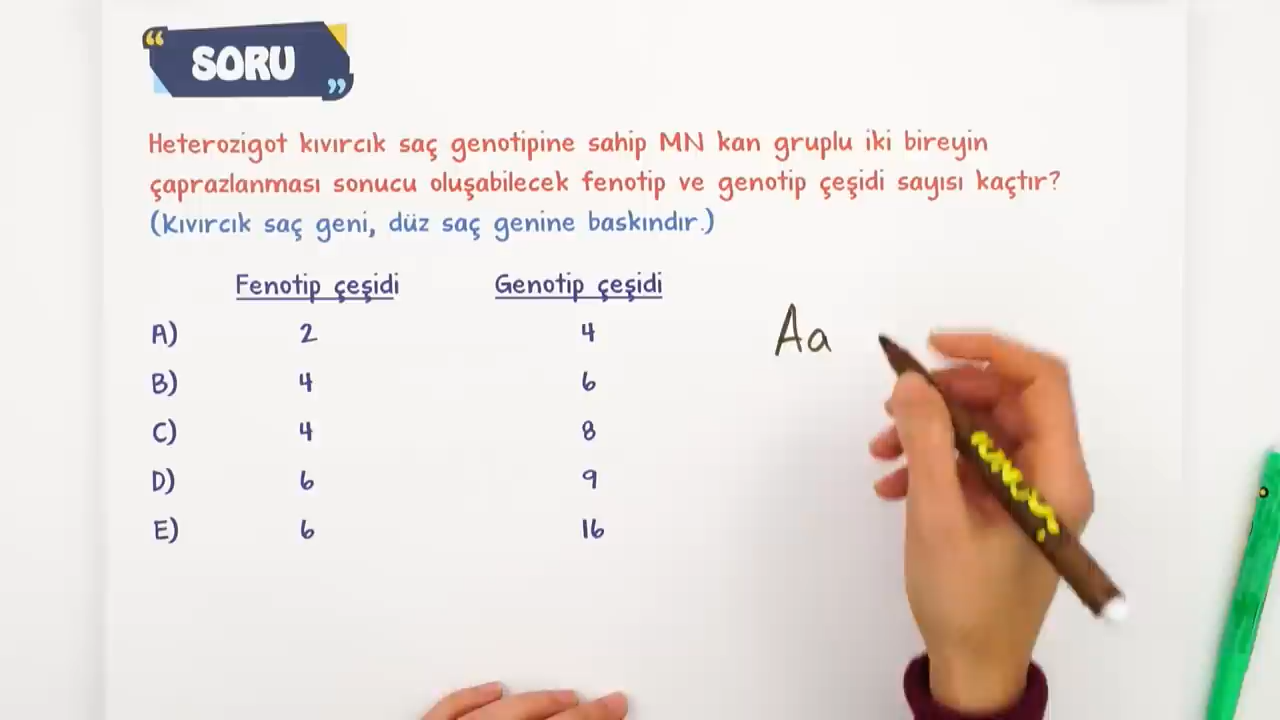 SORU
Heterozigot kıvırcık saç genotipine sahip MN kan gruplu iki bireyin
çaprazlanması sonucu oluşabilecek fenotip ve genotip çeşidi sayısı kaçtır?
(Kıvırcık saç geni, düz saç genine baskındır.)
Fenotip çeşidi Genotip çeşidi
A) 2 4
B) 4 6
C) 4 8
D) 6 9
E) 6 16
Aa